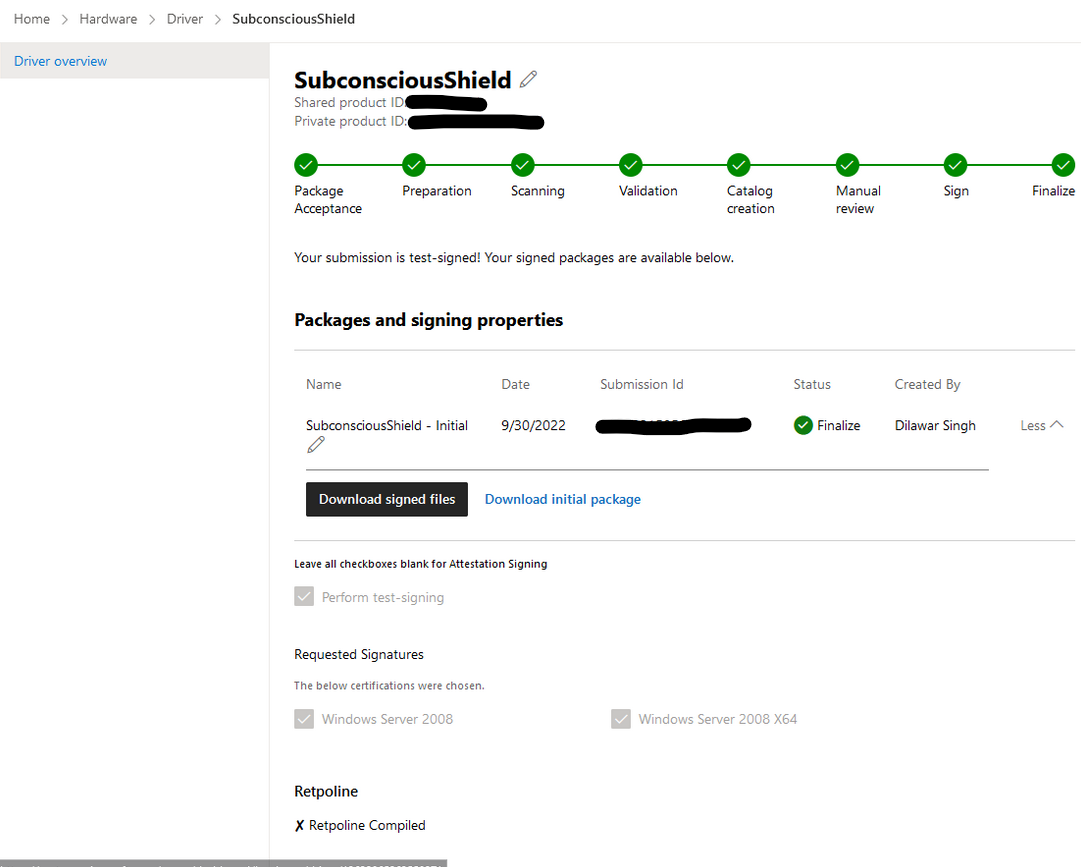 Home > Hardware > Driver > SubconsciousShield
Driver overview
SubconsciousShield
Shared product ID:
Private product ID:
Package Acceptance
Preparation
Scanning
Validation
Catalog creation
Manual review
Sign
Finalize
Your submission is test-signed! Your signed packages are available below.
Packages and signing properties
Name Date Submission Id Status Created By
SubconsciousShield - Initial 9/30/2022 Finalize Dilawar Singh Less
Download signed files Download initial package
Leave all checkboxes blank for Attestation Signing
Perform test-signing
Requested Signatures
The below certifications were chosen.
Windows Server 2008 Windows Server 2008 X64
Retpoline
✗ Retpoline Compiled